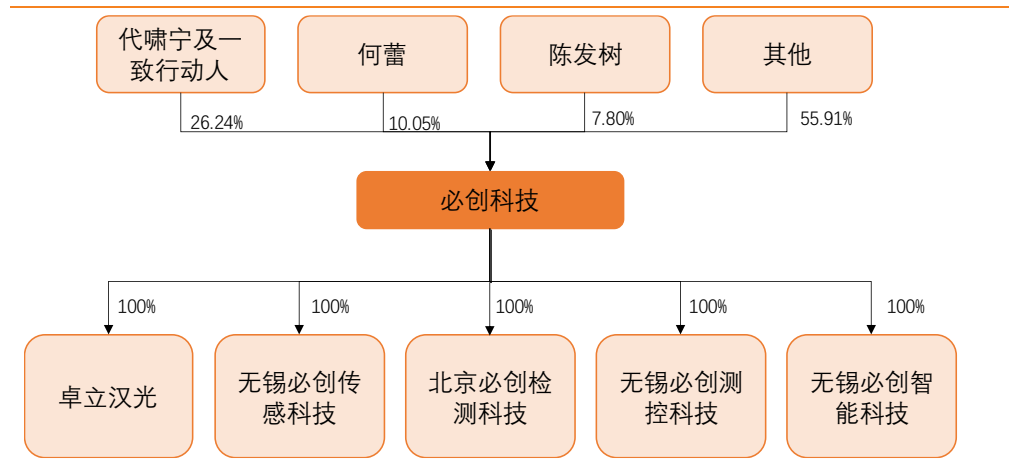 代啸宁及一
致行动人
何蕾
陈发树
其他
26.24%
10.05%
7.80%
55.91%
必创科技
100%
100%
100%
100%
100%
卓立汉光
无锡必创传
感科技
北京必创检
测科技
无锡必创测
控科技
无锡必创智
能科技